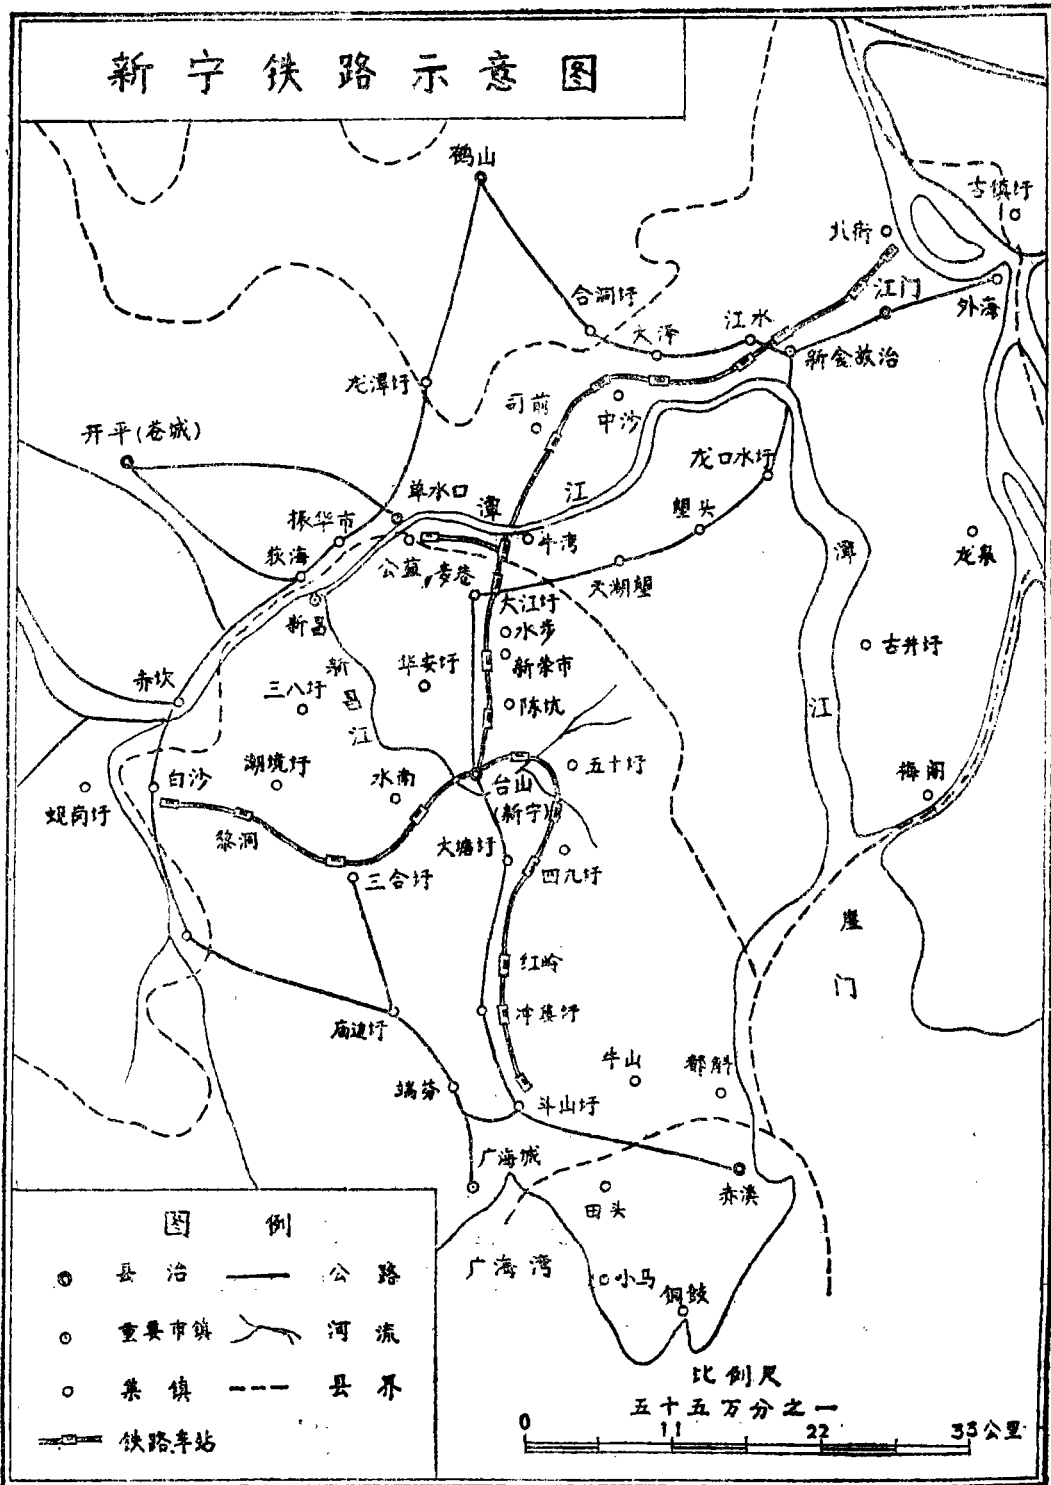 新宁铁路示意图
鹤山
古镇圩
北街
江门
外海
合洞圩
大泽
江水
新会故治
龙潭圩
司前
中沙
开平(苍城)
龙口水圩
单水口
潭
江
振华市
塱头
牛湾
荻海
公益
麦巷
潭
龙泉
天湖塱
大江圩
新昌
水步
新昌江
华安圩
新荣市
古井圩
赤坎
三八圩
陈坑
江
白沙
潮境圩
水南
五十圩
台山
(新宁)
梅阁
蚬岗圩
黎洞
大塘圩
三合圩
四九圩
崖门
红岭
冲蒌圩
庙边圩
牛山
都斛
端芬
斗山圩
广海城
赤溪
田头
广海湾
小马
铜鼓
图例
县治
公路
重要市镇
河流
集镇
县界
铁路车站
比例尺
五十五万分之一
0 11 22 33公里